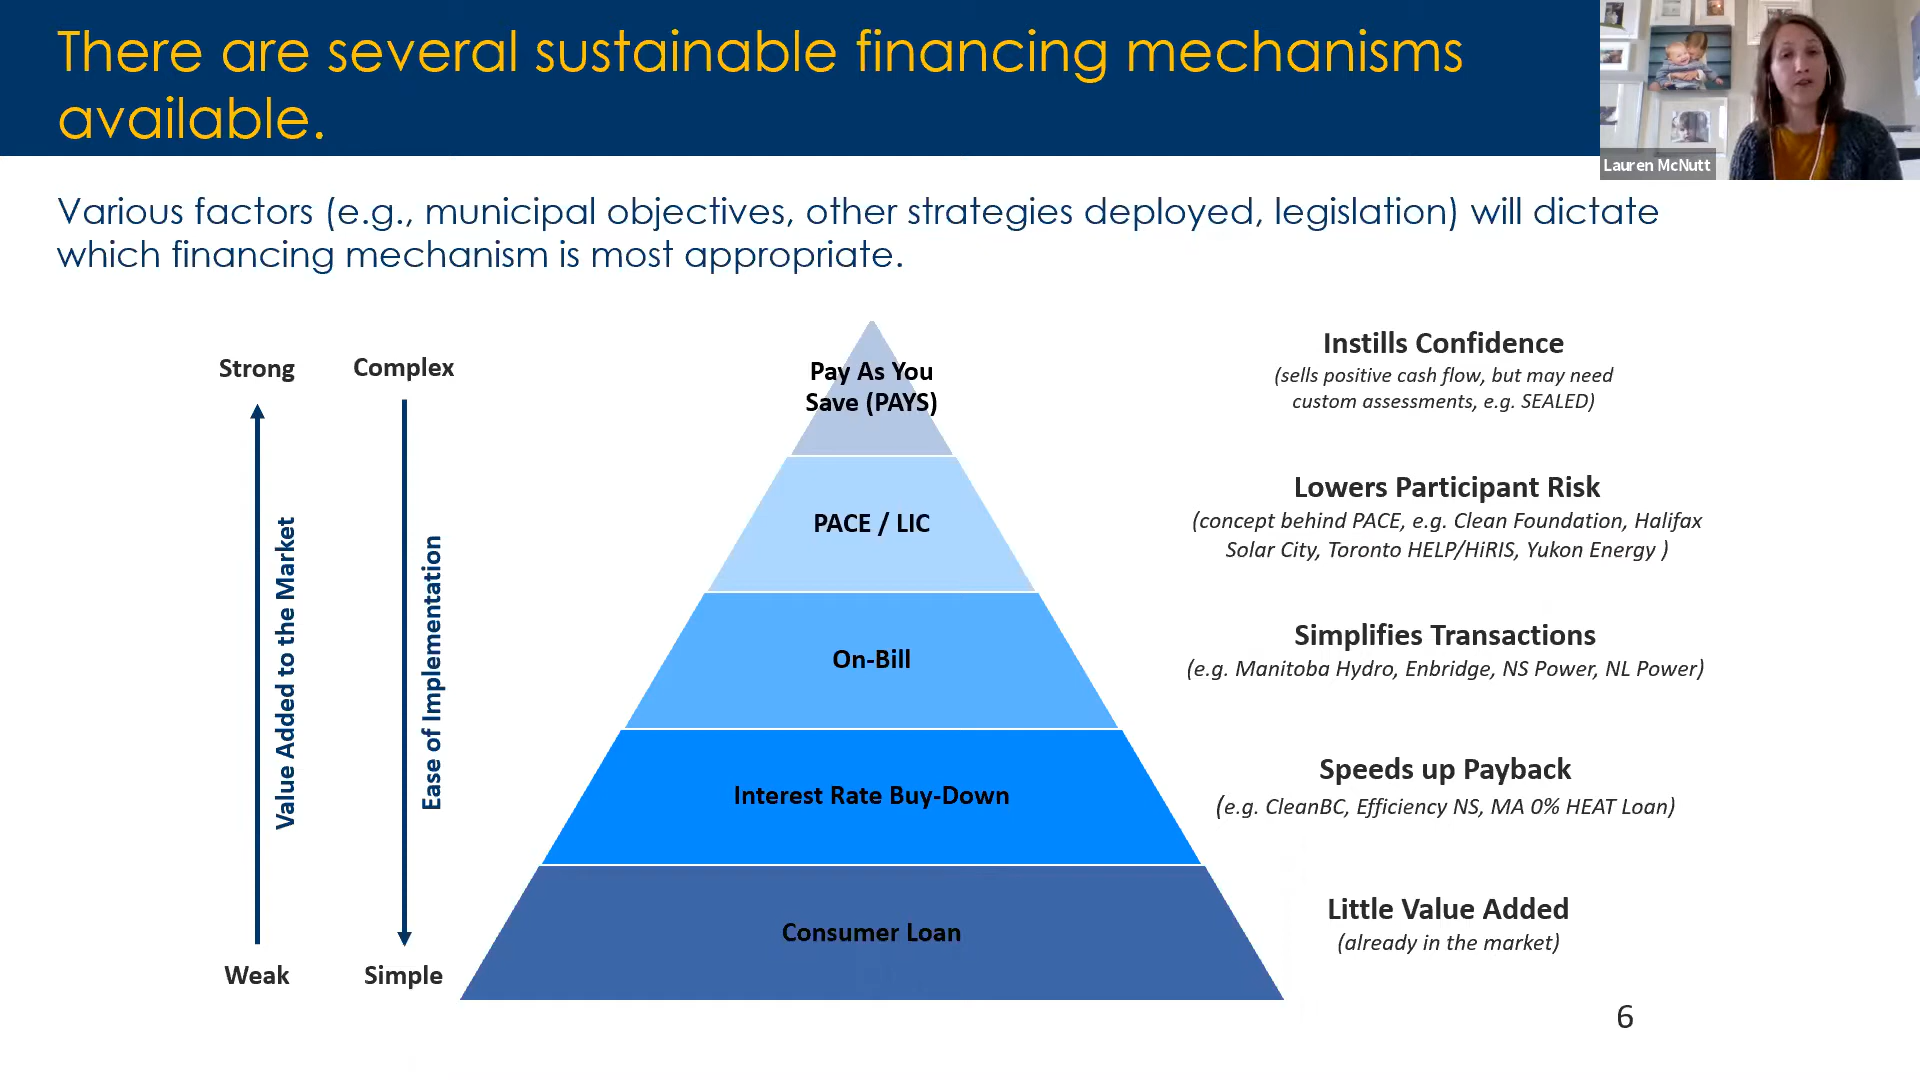 There are several sustainable financing mechanisms
available.
Lauren McNutt
Various factors (e.g., municipal objectives, other strategies deployed, legislation) will dictate
which financing mechanism is most appropriate.
Strong
Complex
Value Added to the Market
Ease of Implementation
Weak
Simple
Pay As You
Save (PAYS)
Instills Confidence
(sells positive cash flow, but may need
custom assessments, e.g. SEALED)
PACE / LIC
Lowers Participant Risk
(concept behind PACE, e.g. Clean Foundation, Halifax
Solar City, Toronto HELP/HiRIS, Yukon Energy )
On-Bill
Simplifies Transactions
(e.g. Manitoba Hydro, Enbridge, NS Power, NL Power)
Interest Rate Buy-Down
Speeds up Payback
(e.g. CleanBC, Efficiency NS, MA 0% HEAT Loan)
Consumer Loan
Little Value Added
(already in the market)
6